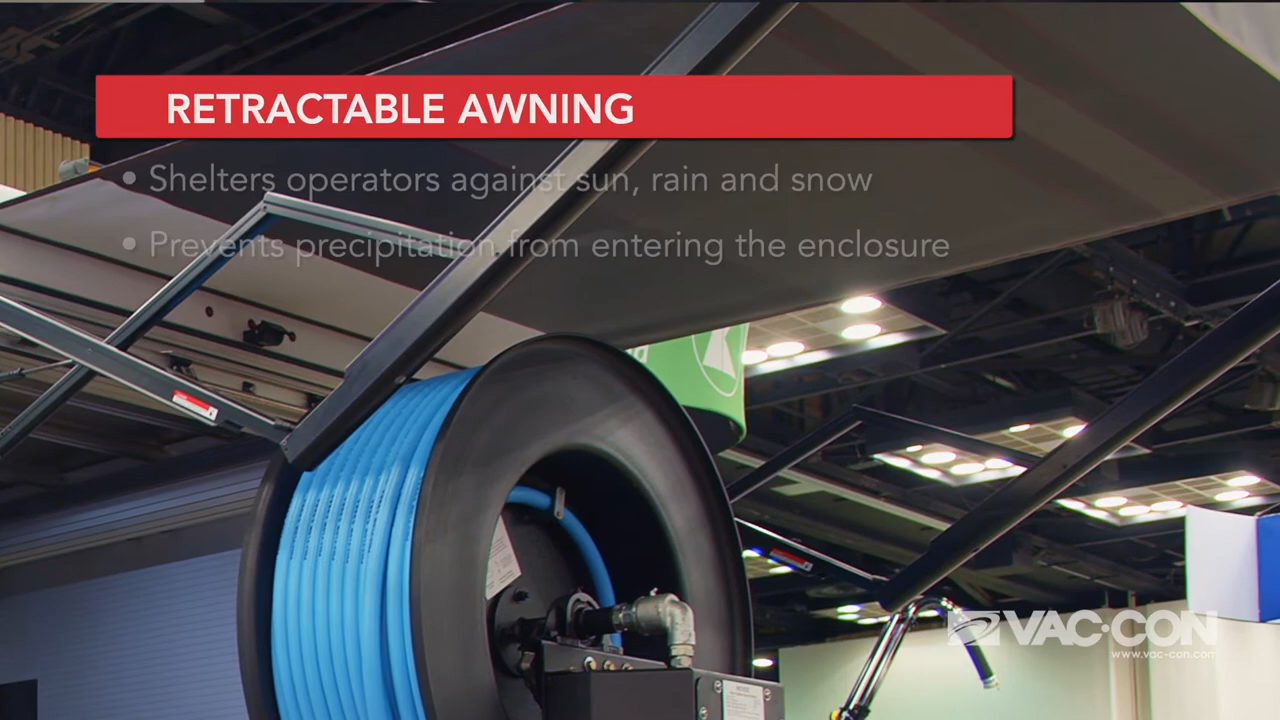 RETRACTABLE AWNING
• Shelters operators against sun, rain and snow
• Prevents precipitation from entering the enclosure
VAC•CON
www.vac-con.com